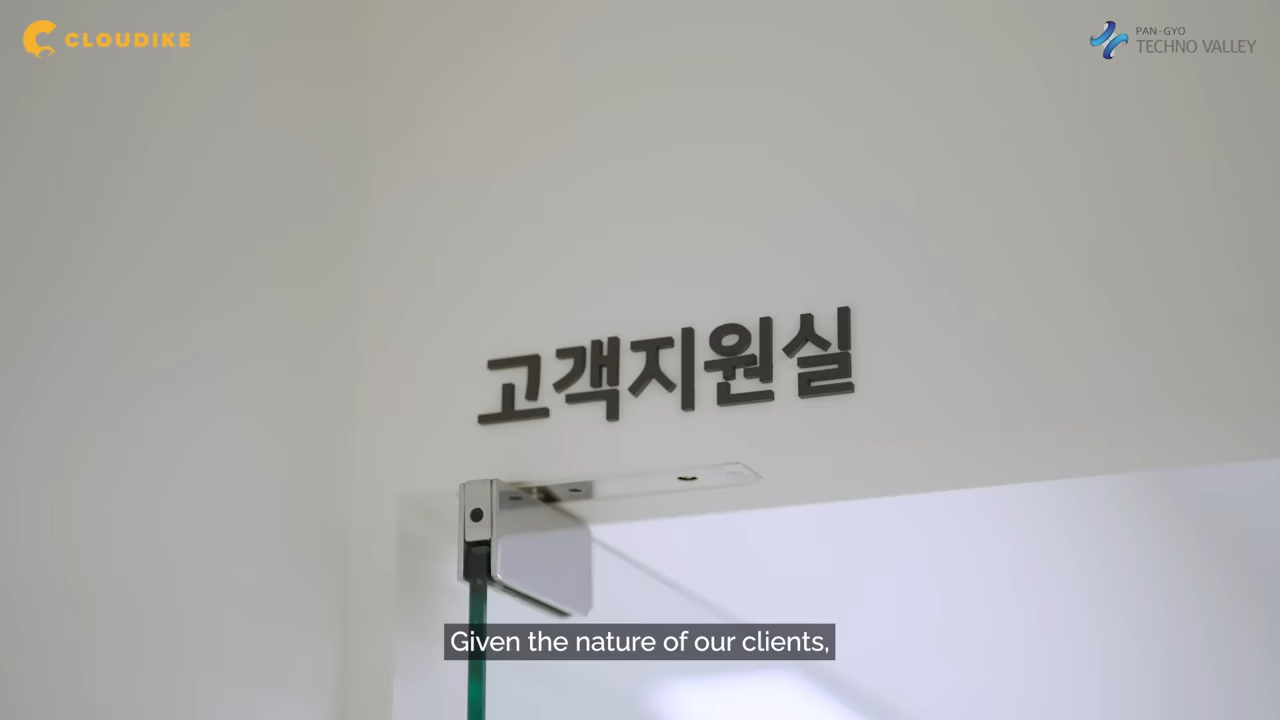 CLOUDIKE
PAN-GYO
TECHNO VALLEY
고객지원실
Given the nature of our clients,